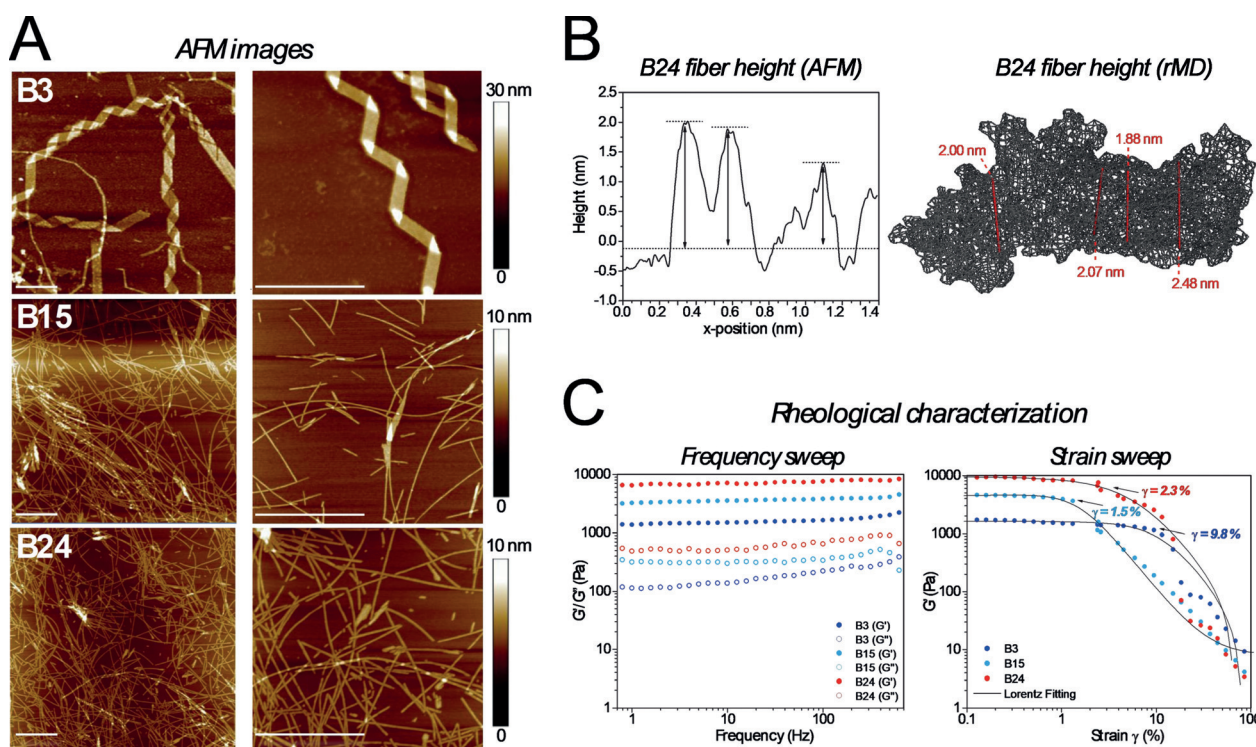 A
AFM images
B3
30 nm
0
B15
10 nm
0
B24
10 nm
0
B
B24 fiber height (AFM)
Height (nm)
2.5
2.0
1.5
1.0
0.5
0.0
-0.5
-1.0
0.0 0.2 0.4 0.6 0.8 1.0 1.2 1.4
x-position (nm)
B24 fiber height (rMD)
2.00 nm
1.88 nm
2.07 nm
2.48 nm
C
Rheological characterization
Frequency sweep
G'/G'' (Pa)
10000
1000
100
10
1
1 10 100
Frequency (Hz)
B3 (G')
B3 (G'')
B15 (G')
B15 (G'')
B24 (G')
B24 (G'')
Strain sweep
G' (Pa)
10000
1000
100
10
1
0.1 1 10 100
Strain γ (%)
γ = 2.3 %
γ = 1.5 %
γ = 9.8 %
B3
B15
B24
Lorentz Fitting